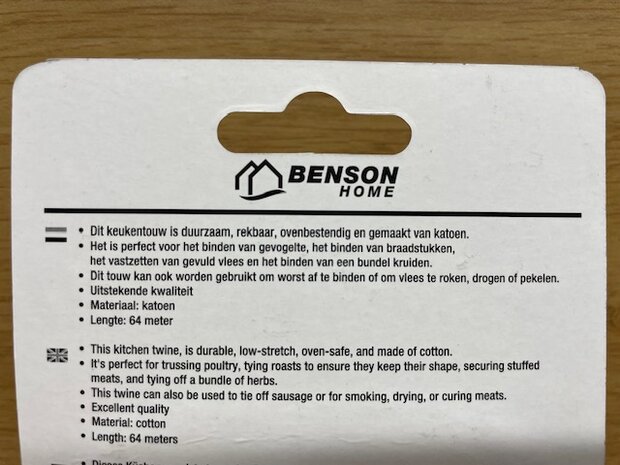 BENSON
HOME
• Dit keukentouw is duurzaam, rekbaar, ovenbestendig en gemaakt van katoen.
• Het is perfect voor het binden van gevogelte, het binden van braadstukken,
het vastzetten van gevuld vlees en het binden van een bundel kruiden.
• Dit touw kan ook worden gebruikt om worst af te binden of om vlees te roken, drogen of pekelen.
• Uitstekende kwaliteit
• Materiaal: katoen
• Lengte: 64 meter
• This kitchen twine, is durable, low-stretch, oven-safe, and made of cotton.
• It's perfect for trussing poultry, tying roasts to ensure they keep their shape, securing stuffed
meats, and tying off a bundle of herbs.
• This twine can also be used to tie off sausage or for smoking, drying, or curing meats.
• Excellent quality
• Material: cotton
• Length: 64 meters